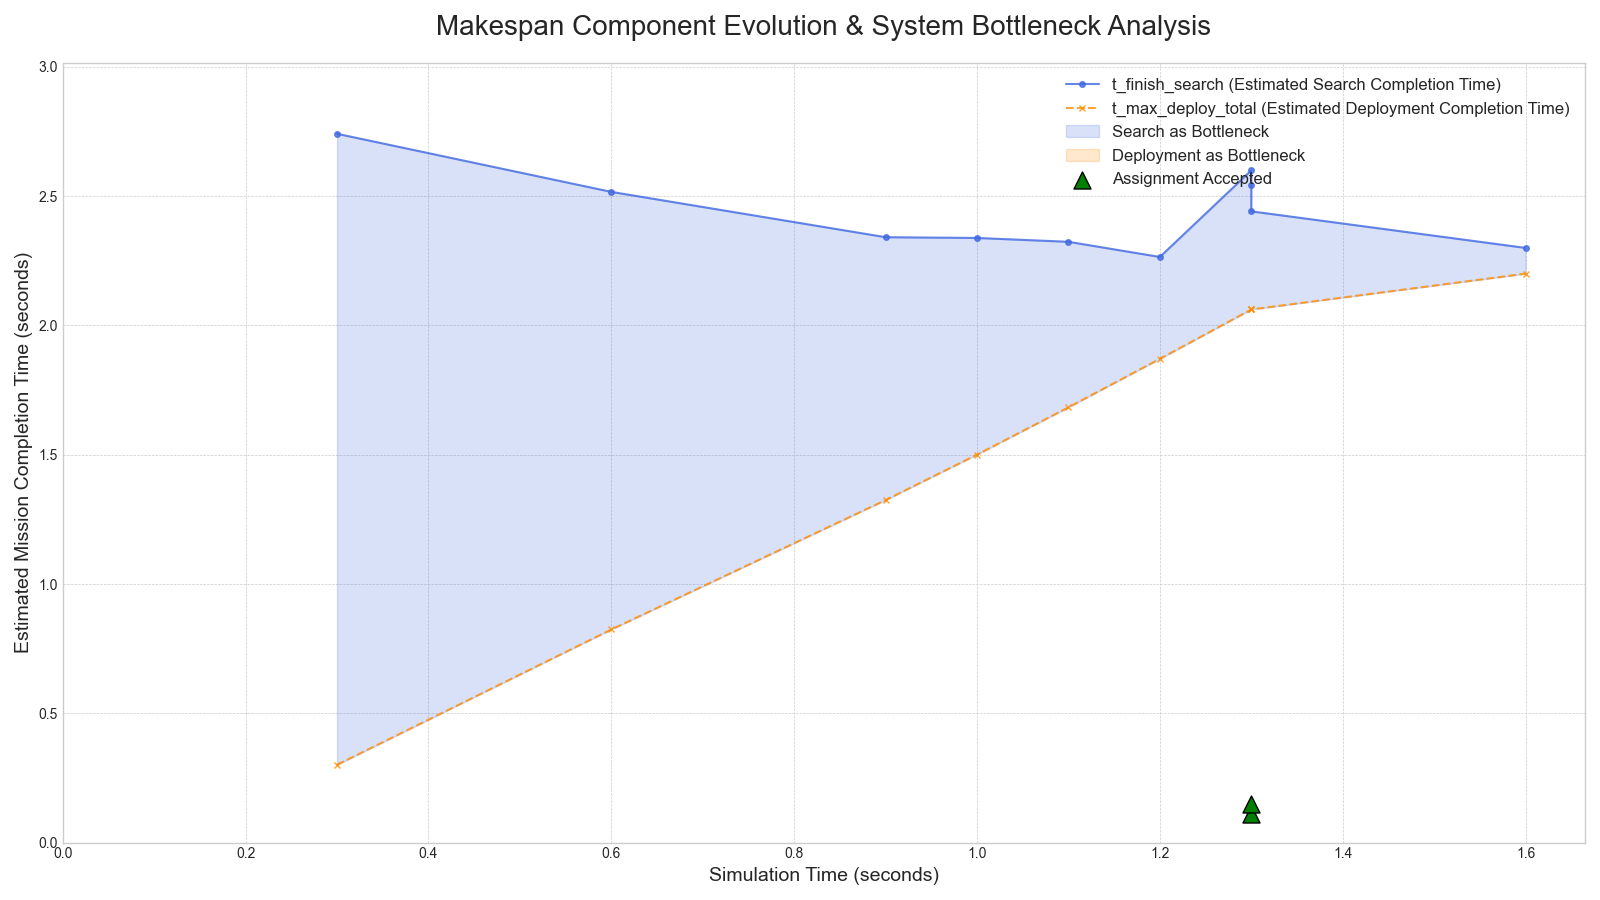 Makespan Component Evolution & System Bottleneck Analysis
t_finish_search (Estimated Search Completion Time)
t_max_deploy_total (Estimated Deployment Completion Time)
Search as Bottleneck
Deployment as Bottleneck
Assignment Accepted
Estimated Mission Completion Time (seconds)
3.0
2.5
2.0
1.5
1.0
0.5
0.0
0.0 0.2 0.4 0.6 0.8 1.0 1.2 1.4 1.6
Simulation Time (seconds)